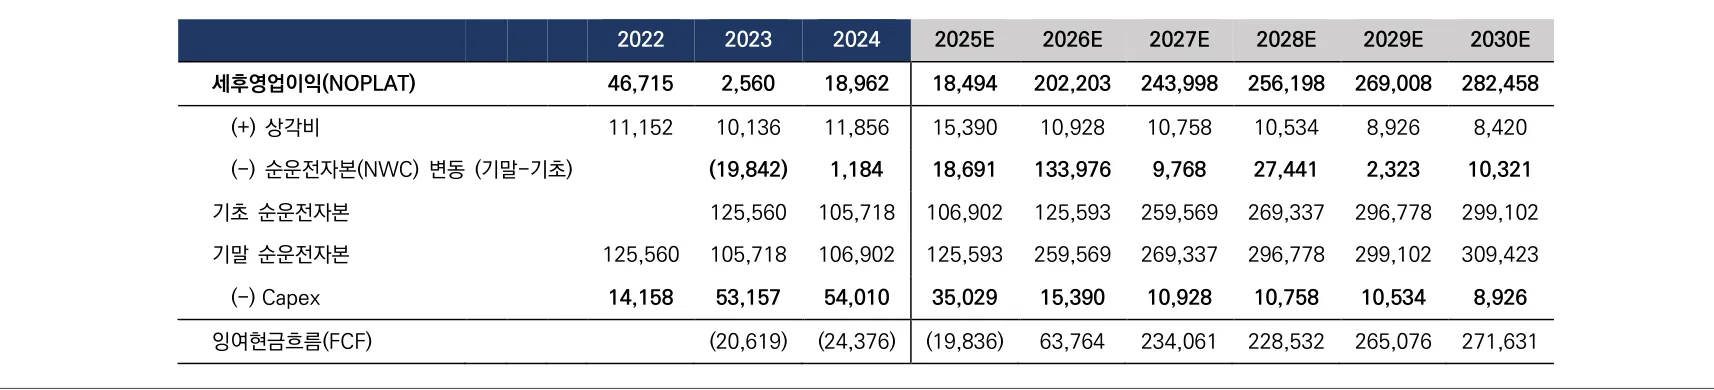 2022 2023 2024 2025E 2026E 2027E 2028E 2029E 2030E
세후영업이익(NOPLAT) 46,715 2,560 18,962 18,494 202,203 243,998 256,198 269,008 282,458
(+) 상각비 11,152 10,136 11,856 15,390 10,928 10,758 10,534 8,926 8,420
(-) 순운전자본(NWC) 변동 (기말-기초) (19,842) 1,184 18,691 133,976 9,768 27,441 2,323 10,321
기초 순운전자본 125,560 105,718 106,902 125,593 259,569 269,337 296,778 299,102
기말 순운전자본 125,560 105,718 106,902 125,593 259,569 269,337 296,778 299,102 309,423
(-) Capex 14,158 53,157 54,010 35,029 15,390 10,928 10,758 10,534 8,926
잉여현금흐름(FCF) (20,619) (24,376) (19,836) 63,764 234,061 228,532 265,076 271,631